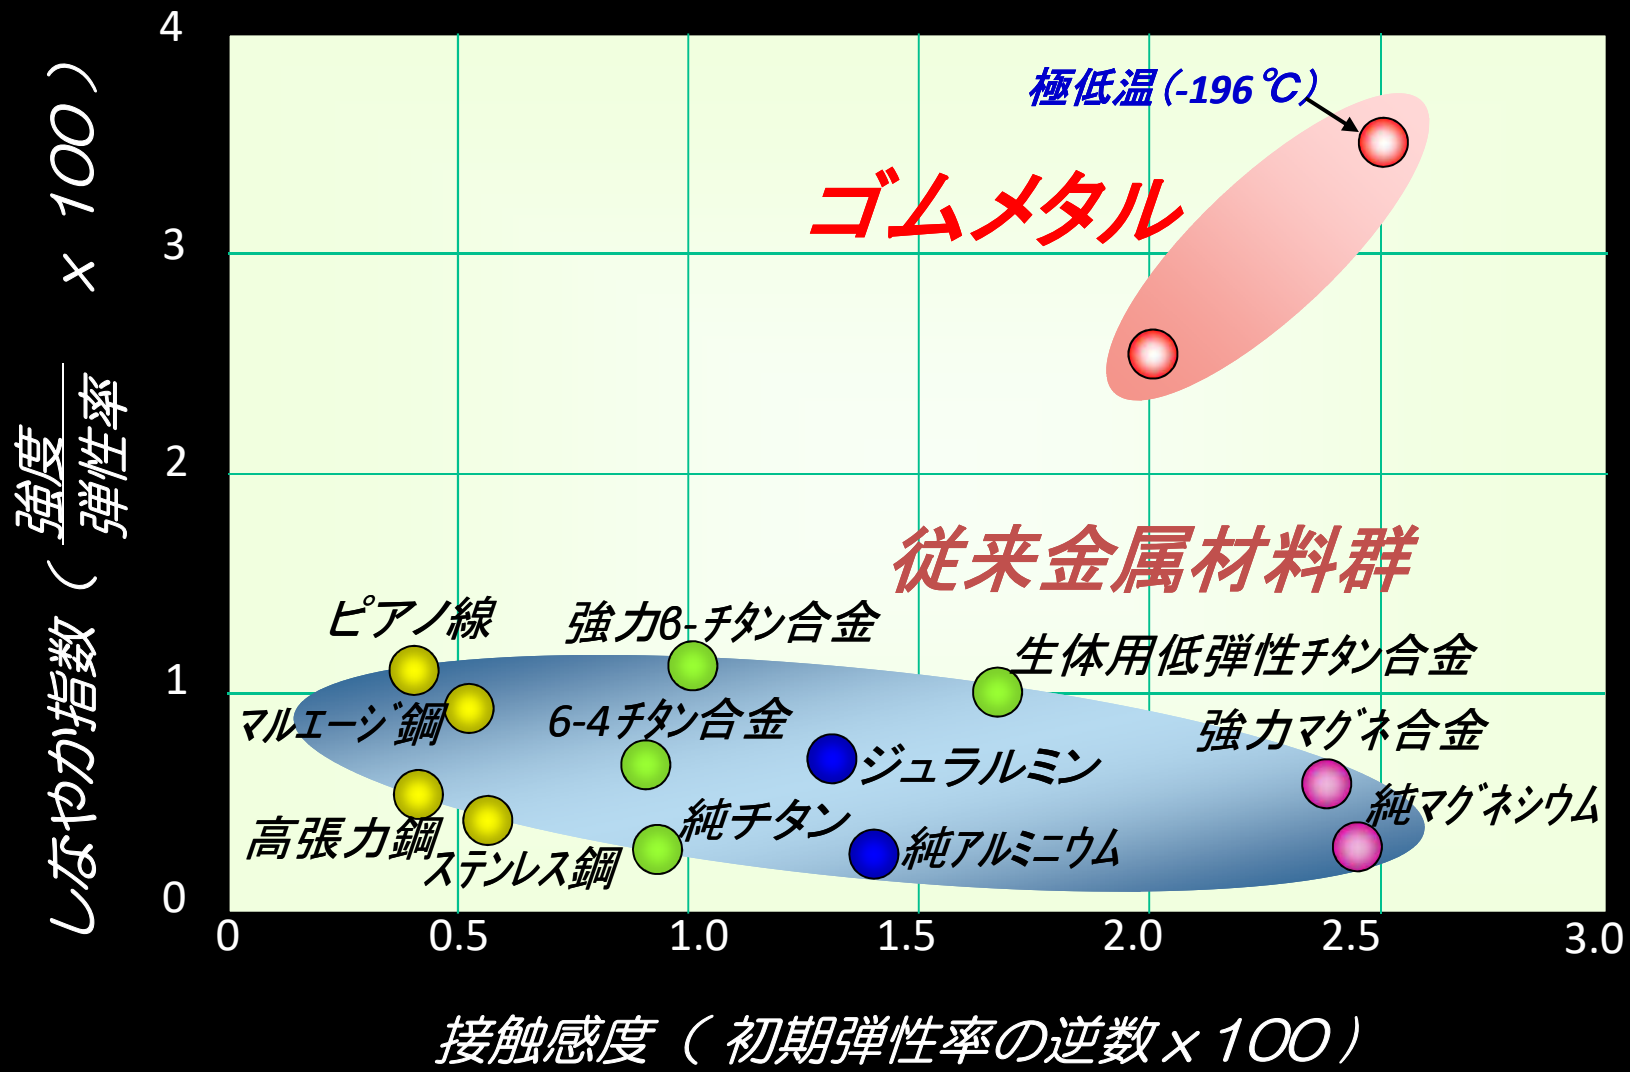 4
3
2
1
0
0
0.5
1.0
1.5
2.0
2.5
3.0
しなやか指数（ 強度 / 弾性率 × 100 ）
接触感度（ 初期弾性率の逆数×100 ）
極低温(-196℃)
ゴムメタル
従来金属材料群
ピアノ線
強力β-チタン合金
生体用低弾性チタン合金
マルエージ鋼
6-4チタン合金
強力マグネ合金
ジュラルミン
純マグネシウム
高張力鋼
純チタン
ステンレス鋼
純アルミニウム